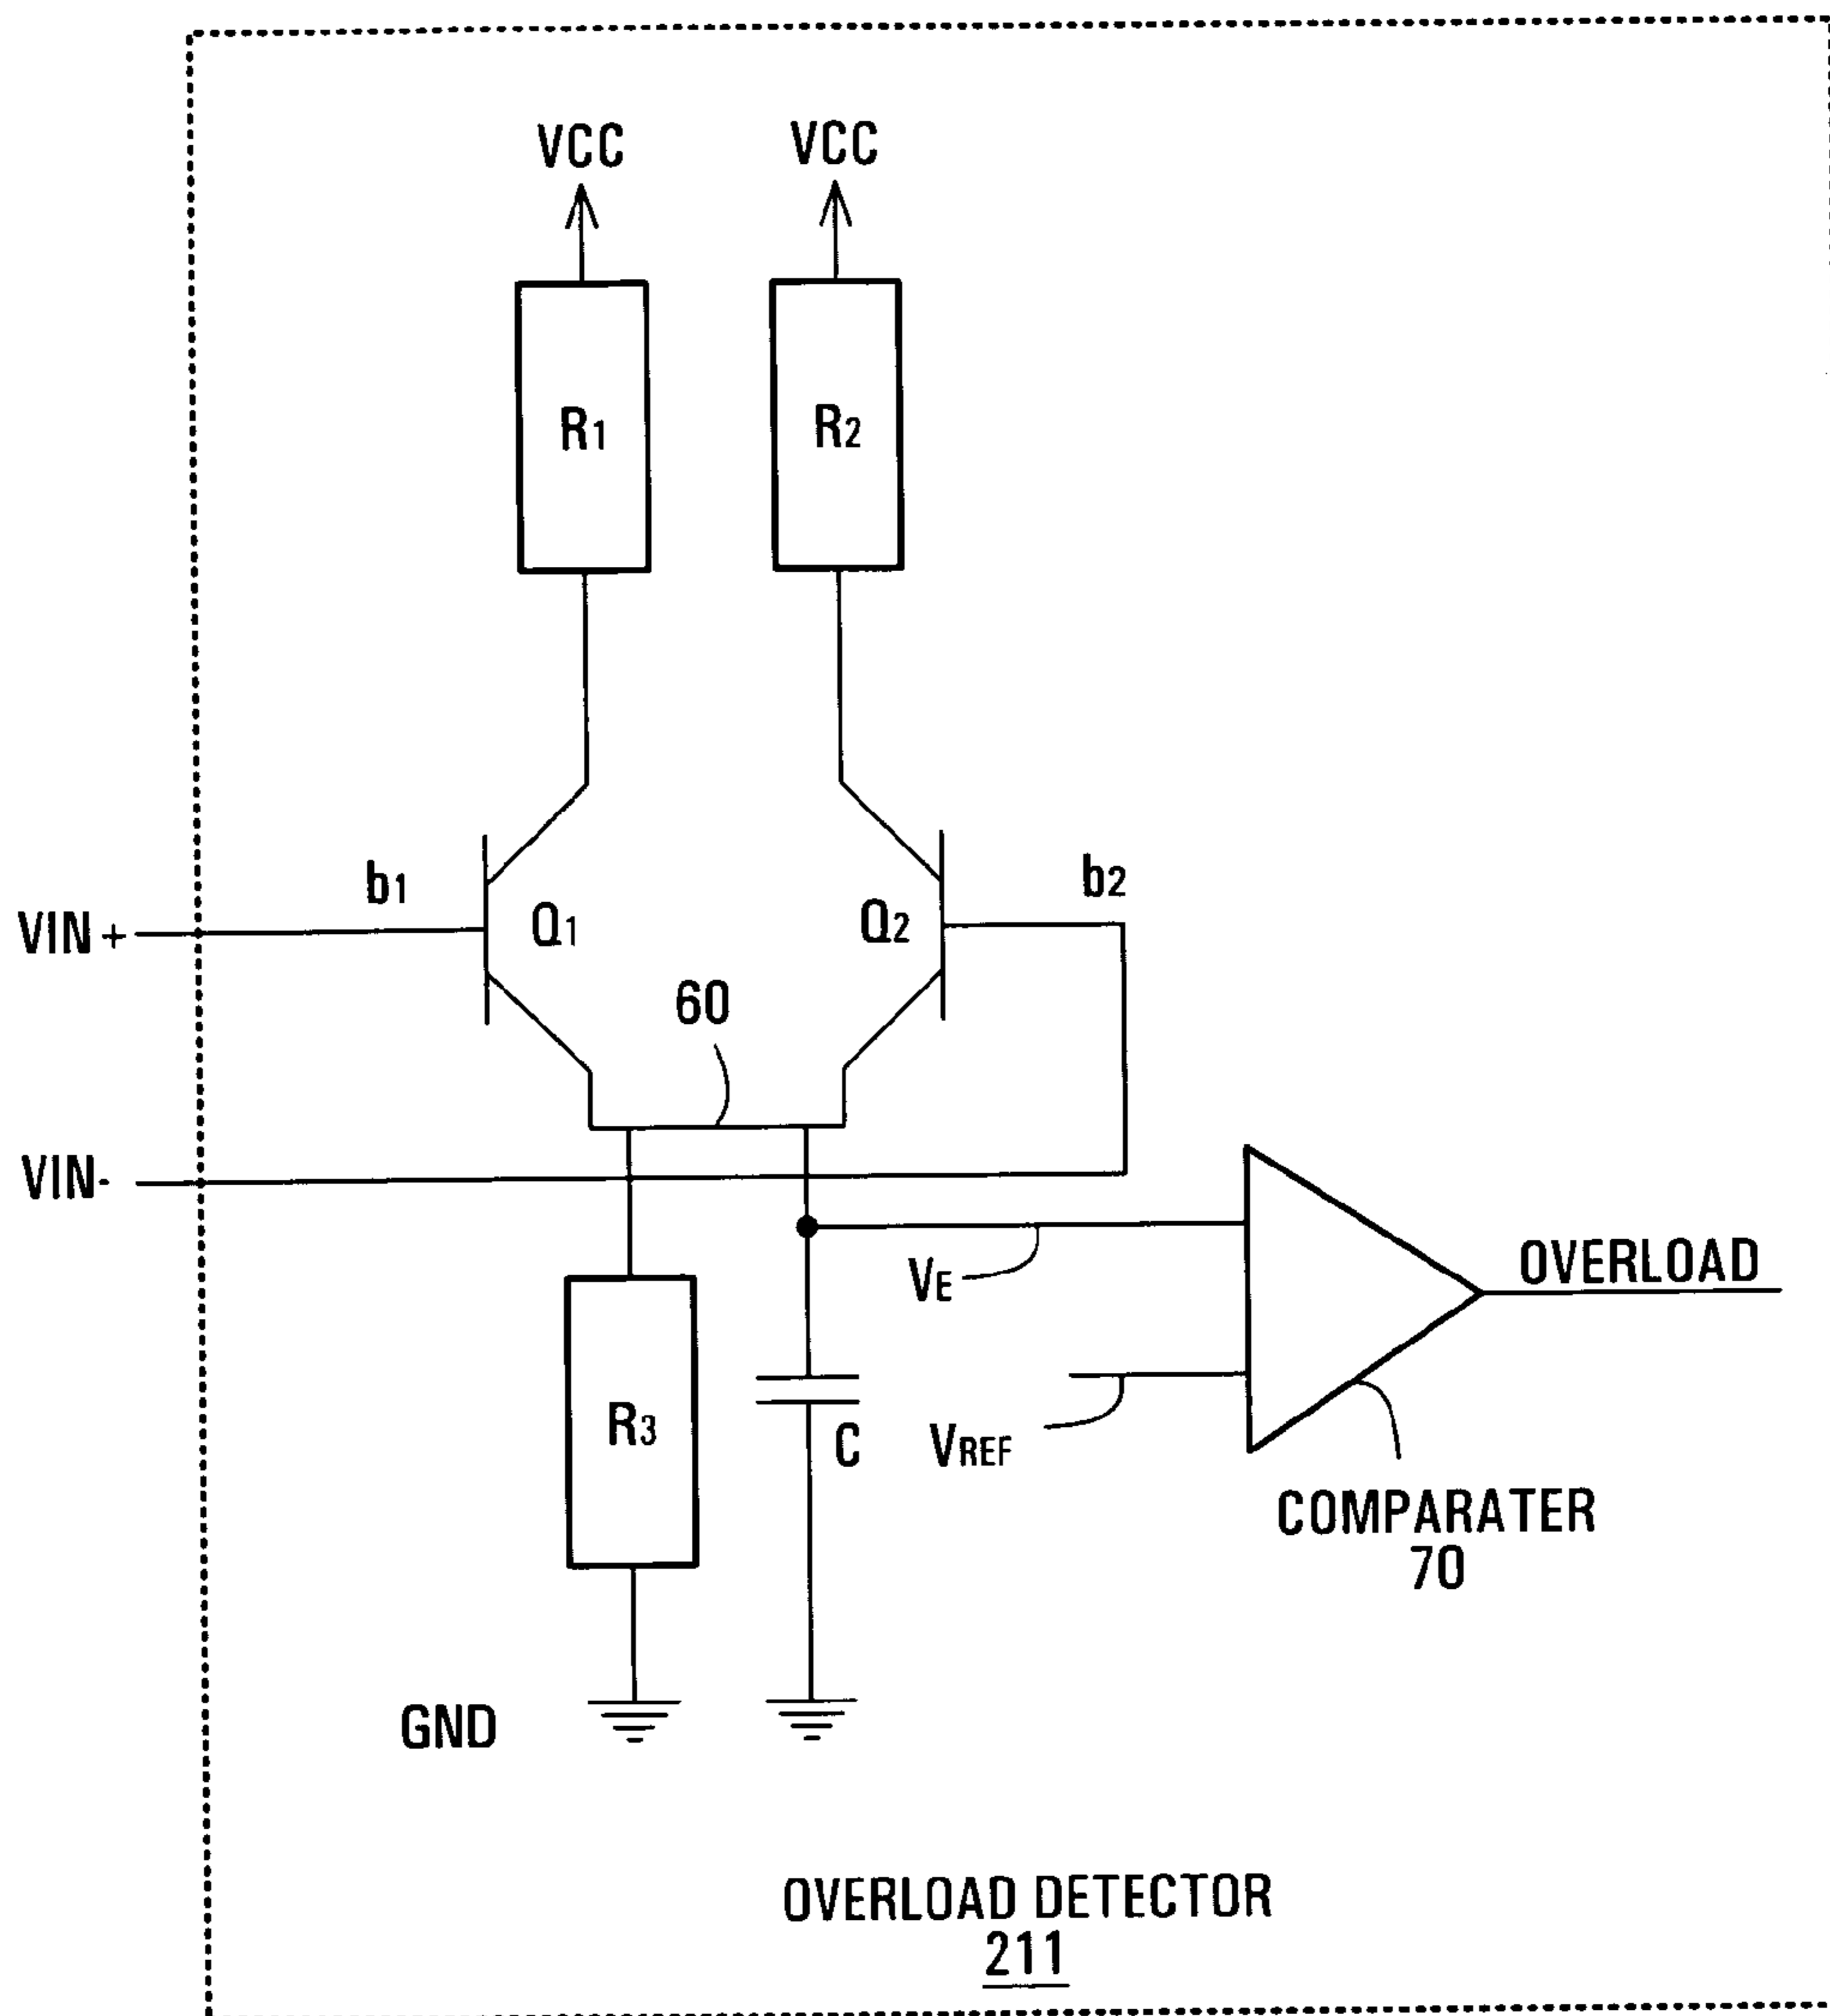 VCC
VCC
R1
R2
b1
b2
VIN +
Q1
Q2
60
VIN-
VE
OVERLOAD
R3
C
VREF
COMPARATER
70
GND
OVERLOAD DETECTOR
211